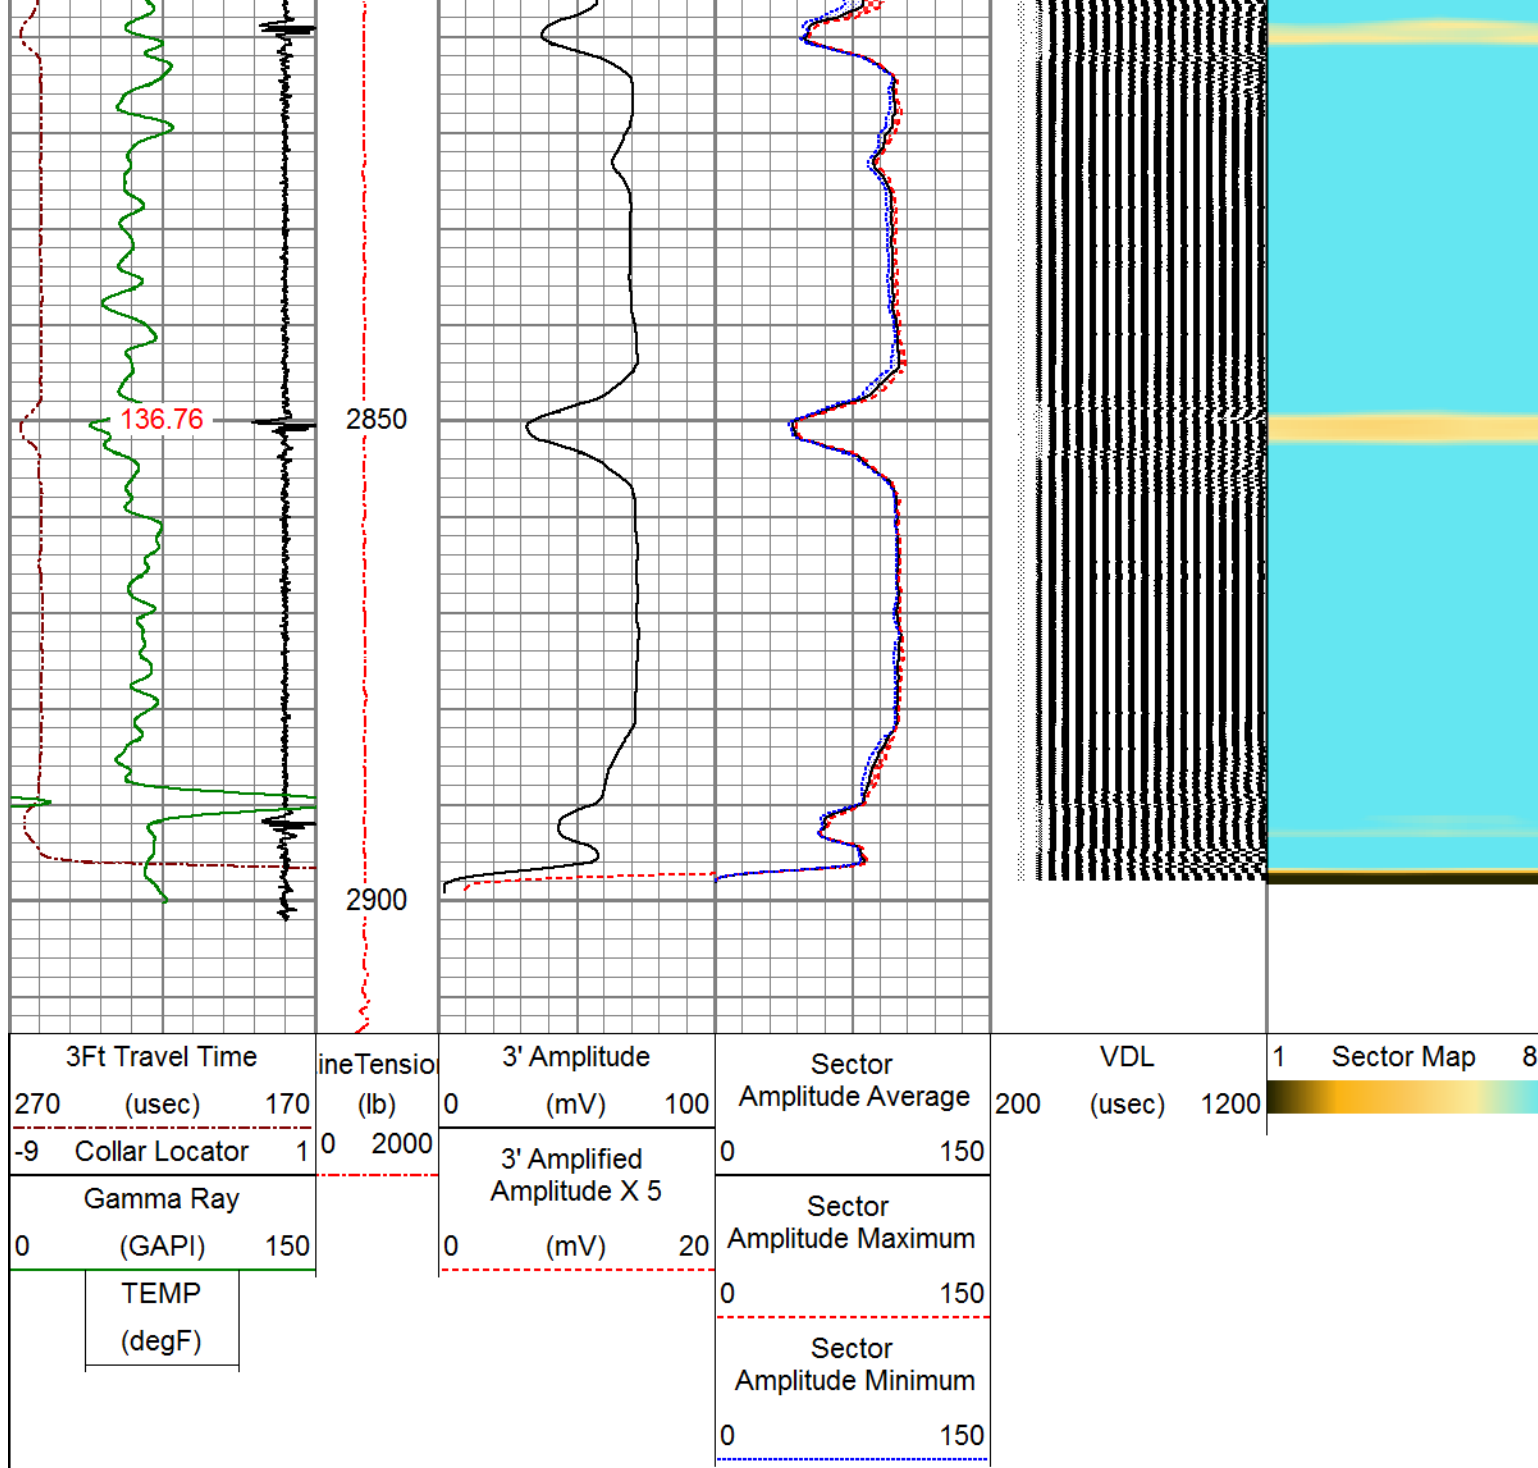 136.76
2850
2900
3Ft Travel Time
270 (usec) 170
-9 Collar Locator 1
Gamma Ray
0 (GAPI) 150
TEMP
(degF)
ineTension
(lb)
0 2000
3' Amplitude
0 (mV) 100
3' Amplified
Amplitude X 5
0 (mV) 20
Sector
Amplitude Average
0 150
Sector
Amplitude Maximum
0 150
Sector
Amplitude Minimum
0 150
VDL
200 (usec) 1200
1 Sector Map 8